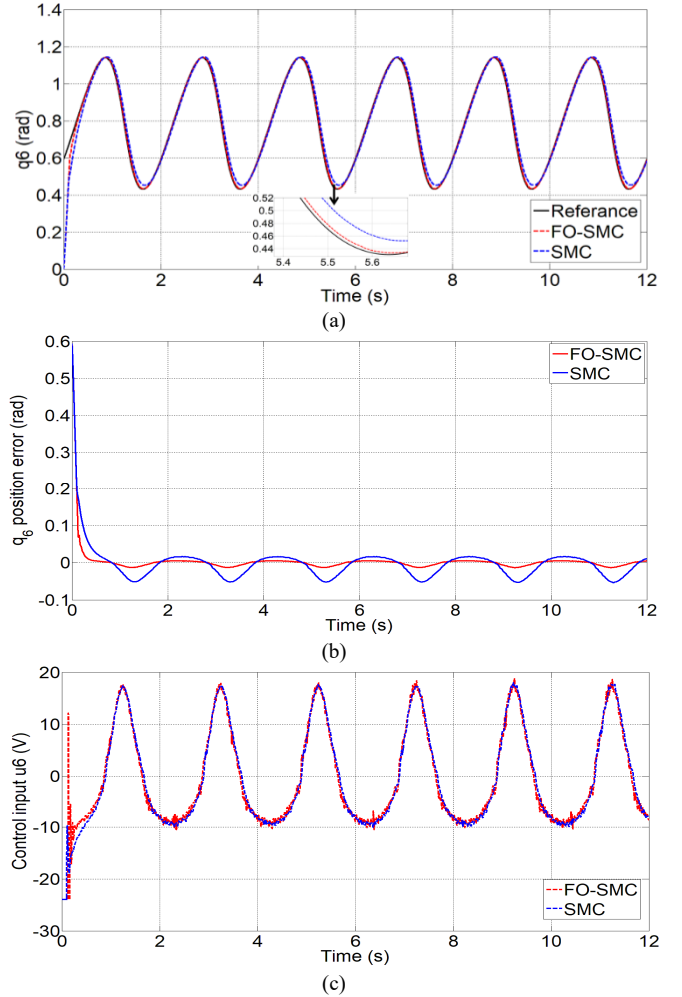 1.4
1.2
1
0.8
0.6
0.4
0.2
0
q6 (rad)
0.52
0.5
0.48
0.46
0.44
5.4 5.5 5.6
Referance
FO-SMC
SMC
0 2 4 6 8 10 12
Time (s)
(a)
0.6
0.5
0.4
0.3
0.2
0.1
0
-0.1
q6 position error (rad)
FO-SMC
SMC
0 2 4 6 8 10 12
Time (s)
(b)
20
10
0
-10
-20
-30
Control input u6 (V)
FO-SMC
SMC
0 2 4 6 8 10 12
Time (s)
(c)